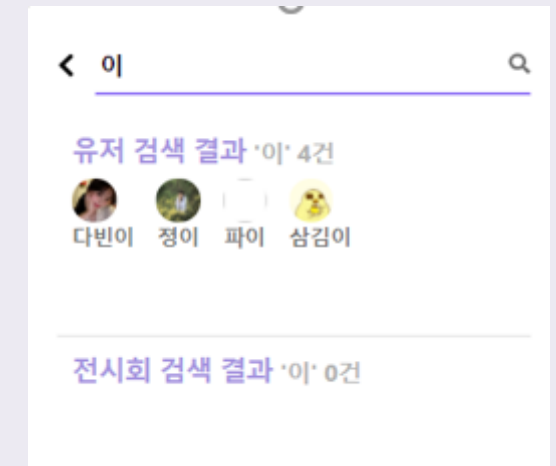 이
유저 검색 결과 '이' 4건
다빈이 졍이 파이 삼김이
전시회 검색 결과 '이' 0건